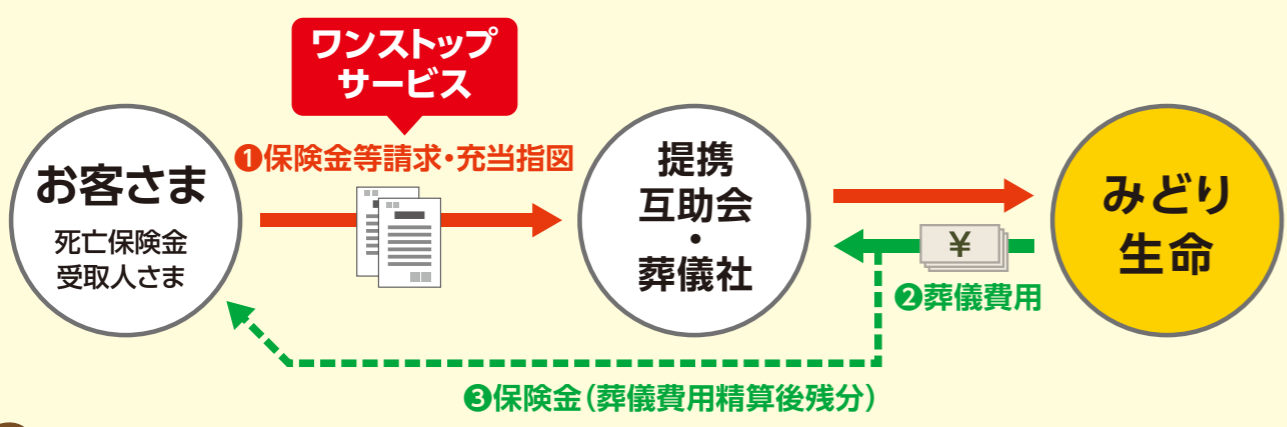 ワンストップ
サービス
❶保険金等請求・充当指図
お客さま
死亡保険金
受取人さま
提携
互助会
・
葬儀社
みどり
生命
¥
❷葬儀費用
❸保険金(葬儀費用精算後残分)